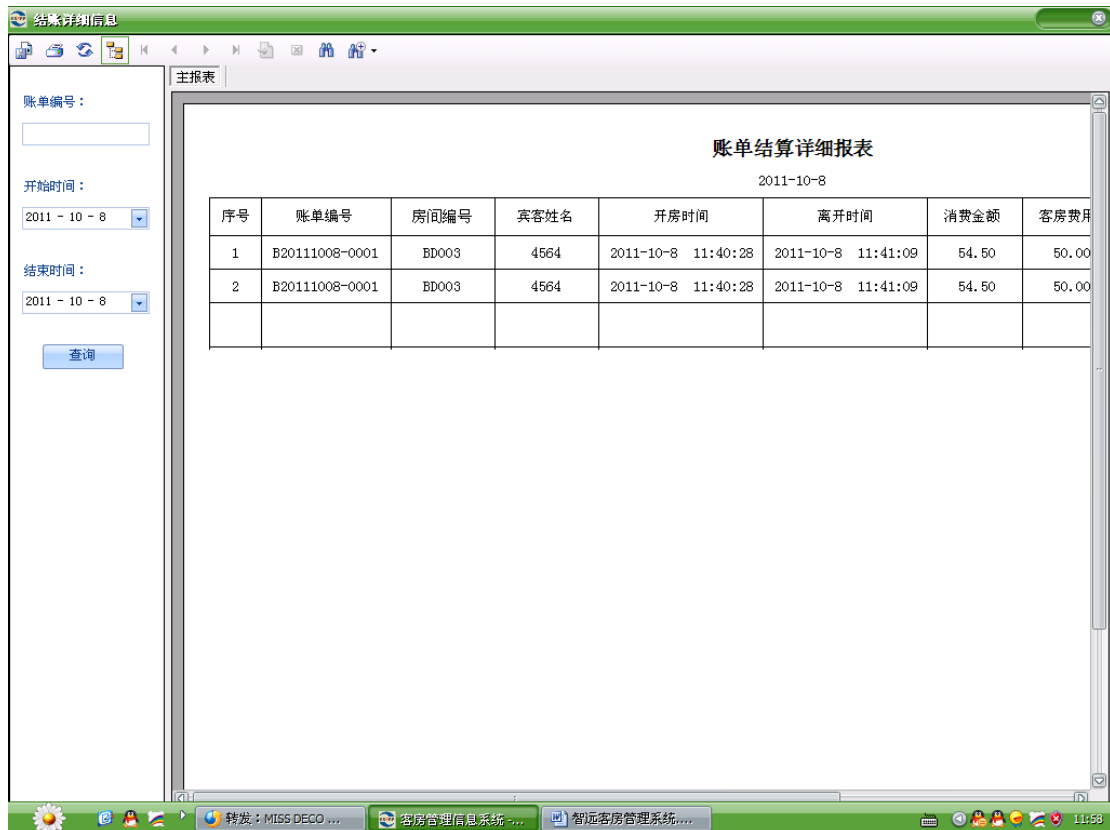 结账详细信息
主报表
账单编号：
开始时间：
2011 - 10 - 8
结束时间：
2011 - 10 - 8
查询
账单结算详细报表
2011-10-8
序号 账单编号 房间编号 宾客姓名 开房时间 离开时间 消费金额 客房费用
1 B20111008-0001 BD003 4564 2011-10-8 11:40:28 2011-10-8 11:41:09 54.50 50.00
2 B20111008-0001 BD003 4564 2011-10-8 11:40:28 2011-10-8 11:41:09 54.50 50.00
转发：MISS DECO ... 客房管理信息系统 -... 智远客房管理系统.... 11:53